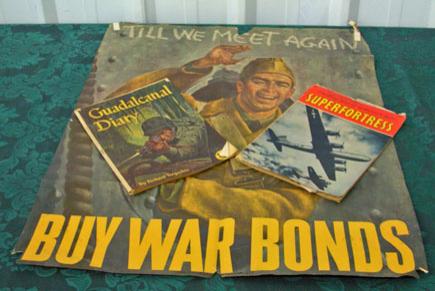 TILL WE MEET AGAIN
Guadalcanal
Diary
SUPERFORTRESS
BUY WAR BONDS